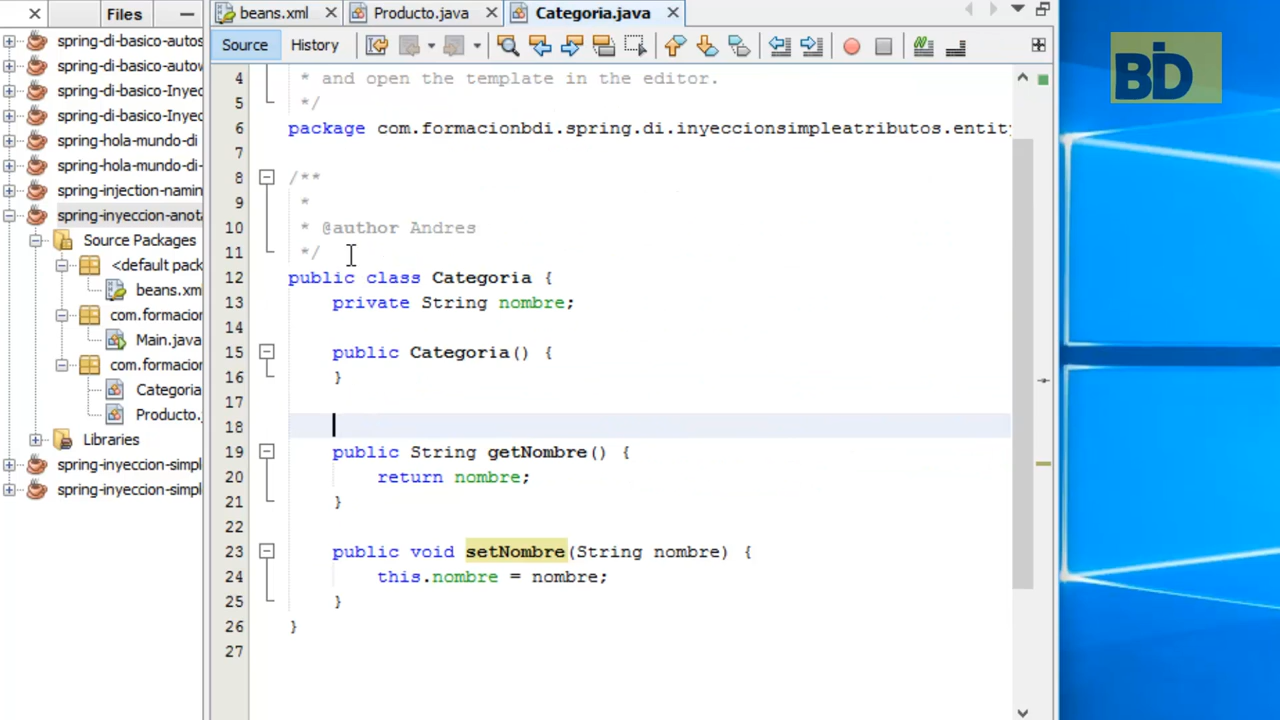 Files
beans.xml
Producto.java
Categoria.java
Source
History
BDi
spring-di-basico-autos
spring-di-basico-autow
spring-di-basico-Inyec
spring-di-basico-Inyec
spring-hola-mundo-di
spring-hola-mundo-di-
spring-injection-namin
spring-inyeccion-anota
Source Packages
<default pack
beans.xml
com.formacion
Main.java
com.formacion
Categoria
Producto.
Libraries
spring-inyeccion-simpl
spring-inyeccion-simpl
4 * and open the template in the editor.
5 */
6 package com.formacionbdi.spring.di.inyeccionsimpleatributos.entity
7
8 /**
9 *
10 * @author Andres
11 */
12 public class Categoria {
13 private String nombre;
14
15 public Categoria() {
16 }
17
18
19 public String getNombre() {
20 return nombre;
21 }
22
23 public void setNombre(String nombre) {
24 this.nombre = nombre;
25 }
26 }
27